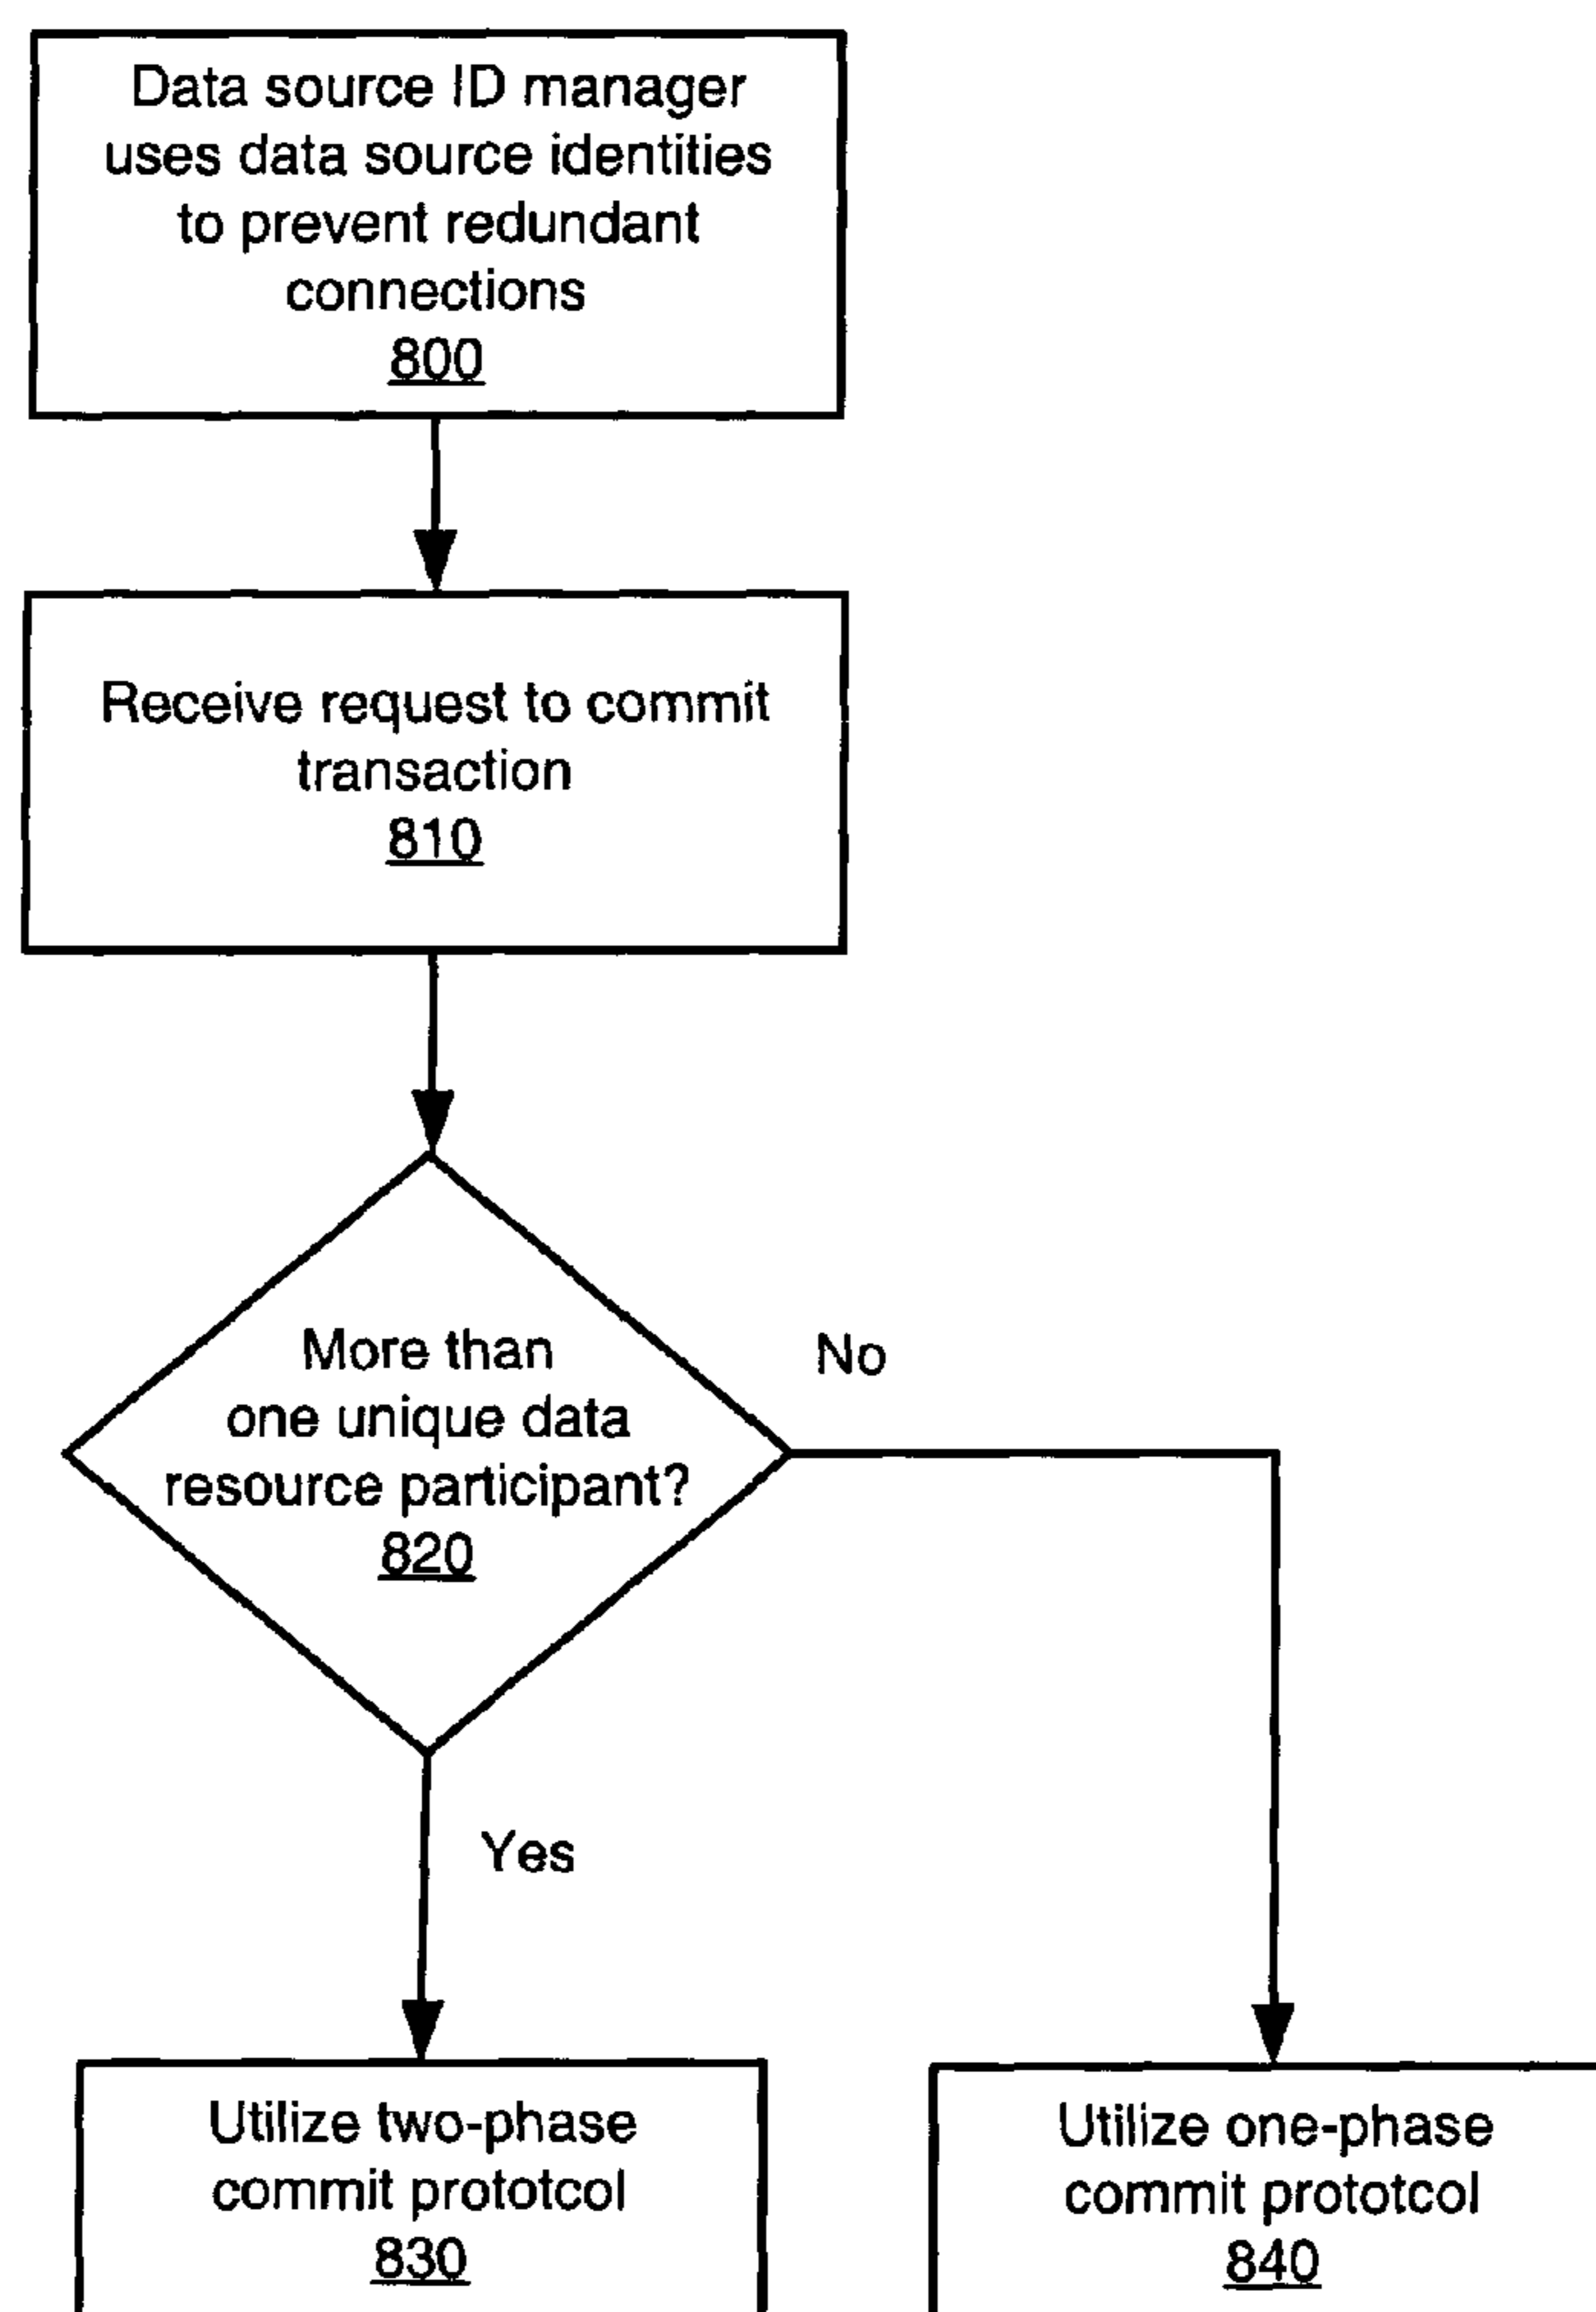 Data source ID manager
uses data source identities
to prevent redundant
connections
800
Receive request to commit
transaction
810
More than
one unique data
resource participant?
820
No
Yes
Utilize two-phase
commit prototcol
830
Utilize one-phase
commit prototcol
840